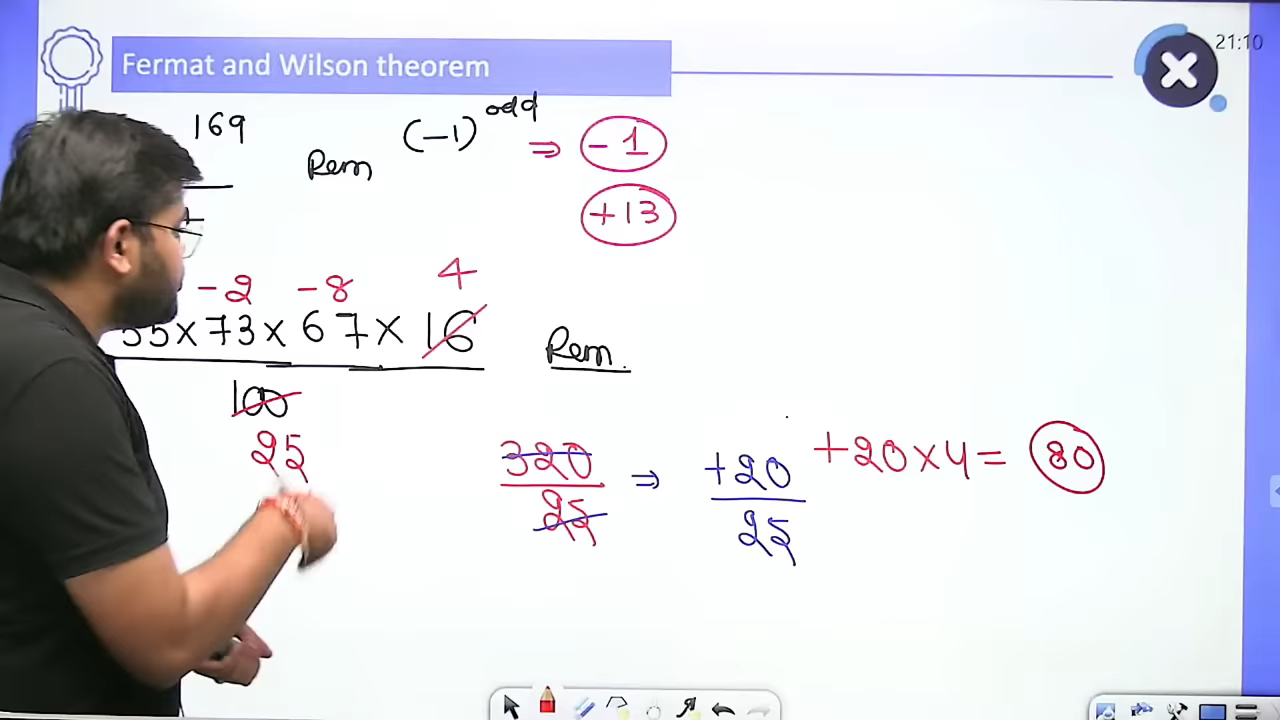 21:10
Fermat and Wilson theorem
169
Rem (-1)^odd ⇒ -1
+13
-2 -8 4
55×73×67×16 Rem.
100
25
320/25 ⇒ +20/25 +20×4= 80